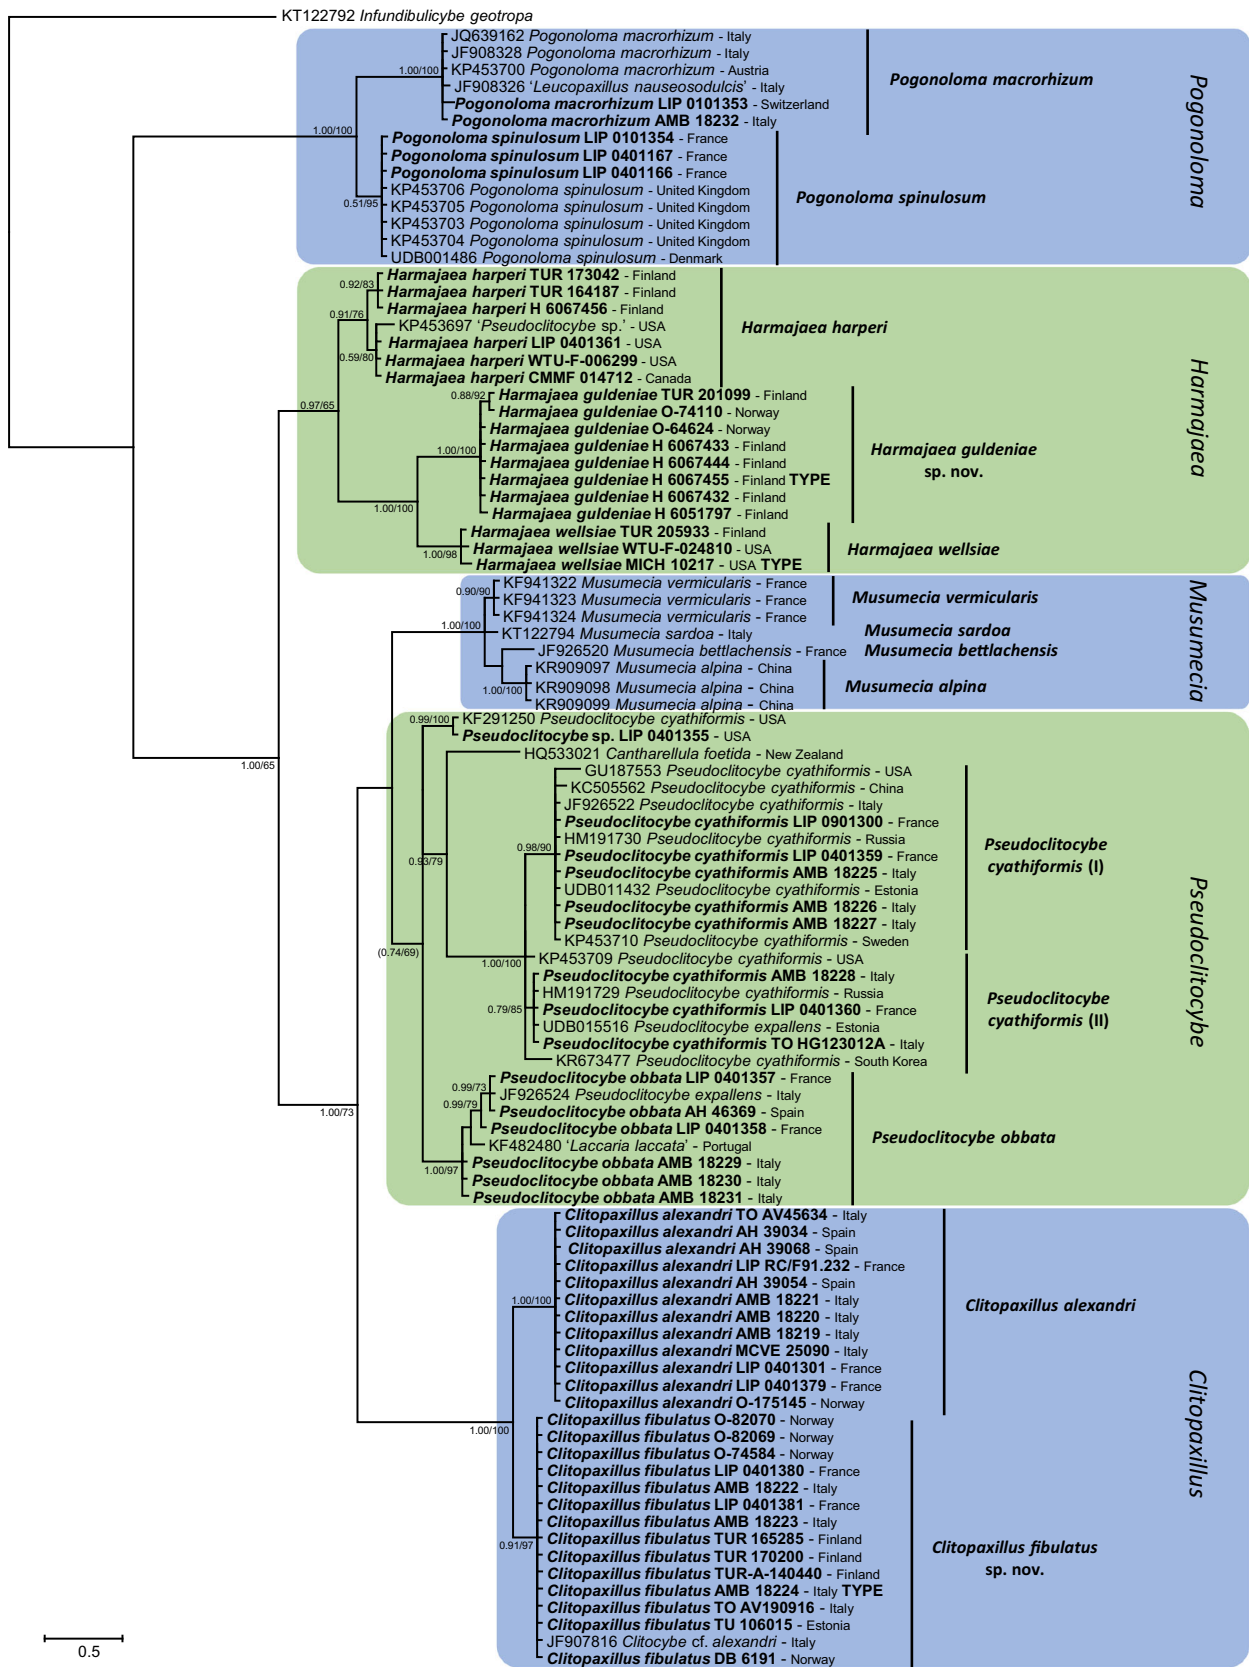 KT122792 Infundibulicybe geotropa
JQ639162 Pogonoloma macrorhizum - Italy
JF908328 Pogonoloma macrorhizum - Italy
1.00/100
KP453700 Pogonoloma macrorhizum - Austria
Pogonoloma macrorhizum
JF908326 ‘Leucopaxillus nauseosodulcis’ - Italy
Pogonoloma macrorhizum LIP 0101353 - Switzerland
Pogonoloma macrorhizum AMB 18232 - Italy
Pogonoloma
1.00/100
Pogonoloma spinulosum LIP 0101354 - France
Pogonoloma spinulosum LIP 0401167 - France
Pogonoloma spinulosum LIP 0401166 - France
KP453706 Pogonoloma spinulosum - United Kingdom
Pogonoloma spinulosum
0.51/95
KP453705 Pogonoloma spinulosum - United Kingdom
KP453703 Pogonoloma spinulosum - United Kingdom
KP453704 Pogonoloma spinulosum - United Kingdom
UDB001486 Pogonoloma spinulosum - Denmark
Harmajaea harperi TUR 173042 - Finland
0.92/83
Harmajaea harperi TUR 164187 - Finland
Harmajaea harperi H 6067456 - Finland
0.91/76
KP453697 ‘Pseudoclitocybe sp.’ - USA
Harmajaea harperi
Harmajaea harperi LIP 0401361 - USA
0.59/80
Harmajaea harperi WTU-F-006299 - USA
Harmajaea harperi CMMF 014712 - Canada
Harmajaea
0.97/65
0.88/92
Harmajaea guldeniae TUR 201099 - Finland
Harmajaea guldeniae O-74110 - Norway
Harmajaea guldeniae O-64624 - Norway
1.00/100
Harmajaea guldeniae H 6067433 - Finland
Harmajaea guldeniae
sp. nov.
Harmajaea guldeniae H 6067444 - Finland
Harmajaea guldeniae H 6067455 - Finland TYPE
Harmajaea guldeniae H 6067432 - Finland
1.00/100
Harmajaea guldeniae H 6051797 - Finland
Harmajaea wellsiae TUR 205933 - Finland
Harmajaea wellsiae WTU-F-024810 - USA
Harmajaea wellsiae
1.00/98
Harmajaea wellsiae MICH 10217 - USA TYPE
KF941322 Musumecia vermicularis - France
0.90/90
KF941323 Musumecia vermicularis - France
Musumecia vermicularis
KF941324 Musumecia vermicularis - France
1.00/100
KT122794 Musumecia sardoa - Italy
Musumecia sardoa
JF926520 Musumecia bettlachensis - France
Musumecia bettlachensis
Musumecia
KR909097 Musumecia alpina - China
1.00/100
KR909098 Musumecia alpina - China
Musumecia alpina
KR909099 Musumecia alpina - China
0.99/100
KF291250 Pseudoclitocybe cyathiformis - USA
Pseudoclitocybe sp. LIP 0401355 - USA
HQ533021 Cantharellula foetida - New Zealand
1.00/65
GU187553 Pseudoclitocybe cyathiformis - USA
KC505562 Pseudoclitocybe cyathiformis - China
JF926522 Pseudoclitocybe cyathiformis - Italy
Pseudoclitocybe cyathiformis LIP 0901300 - France
HM191730 Pseudoclitocybe cyathiformis - Russia
0.98/90
0.93/79
Pseudoclitocybe cyathiformis LIP 0401359 - France
Pseudoclitocybe
cyathiformis (I)
Pseudoclitocybe cyathiformis AMB 18225 - Italy
UDB011432 Pseudoclitocybe cyathiformis - Estonia
Pseudoclitocybe cyathiformis AMB 18226 - Italy
Pseudoclitocybe cyathiformis AMB 18227 - Italy
KP453710 Pseudoclitocybe cyathiformis - Sweden
Pseudoclitocybe
(0.74/69)
1.00/100
KP453709 Pseudoclitocybe cyathiformis - USA
Pseudoclitocybe cyathiformis AMB 18228 - Italy
HM191729 Pseudoclitocybe cyathiformis - Russia
0.79/85
Pseudoclitocybe cyathiformis LIP 0401360 - France
Pseudoclitocybe
cyathiformis (II)
UDB015516 Pseudoclitocybe expallens - Estonia
Pseudoclitocybe cyathiformis TO HG123012A - Italy
KR673477 Pseudoclitocybe cyathiformis - South Korea
Pseudoclitocybe obbata LIP 0401357 - France
0.99/73
JF926524 Pseudoclitocybe expallens - Italy
0.99/79
Pseudoclitocybe obbata AH 46369 - Spain
Pseudoclitocybe obbata LIP 0401358 - France
Pseudoclitocybe obbata
KF482480 ‘Laccaria laccata’ - Portugal
1.00/97
Pseudoclitocybe obbata AMB 18229 - Italy
Pseudoclitocybe obbata AMB 18230 - Italy
Pseudoclitocybe obbata AMB 18231 - Italy
1.00/73
Clitopaxillus alexandri TO AV45634 - Italy
Clitopaxillus alexandri AH 39034 - Spain
Clitopaxillus alexandri AH 39068 - Spain
Clitopaxillus alexandri LIP RC/F91.232 - France
Clitopaxillus alexandri AH 39054 - Spain
1.00/100
Clitopaxillus alexandri AMB 18221 - Italy
Clitopaxillus alexandri
Clitopaxillus alexandri AMB 18220 - Italy
Clitopaxillus alexandri AMB 18219 - Italy
Clitopaxillus alexandri MCVE 25090 - Italy
Clitopaxillus alexandri LIP 0401301 - France
Clitopaxillus alexandri LIP 0401379 - France
Clitopaxillus alexandri O-175145 - Norway
Clitopaxillus
1.00/100
Clitopaxillus fibulatus O-82070 - Norway
Clitopaxillus fibulatus O-82069 - Norway
Clitopaxillus fibulatus O-74584 - Norway
Clitopaxillus fibulatus LIP 0401380 - France
Clitopaxillus fibulatus AMB 18222 - Italy
Clitopaxillus fibulatus LIP 0401381 - France
Clitopaxillus fibulatus AMB 18223 - Italy
0.91/97
Clitopaxillus fibulatus TUR 165285 - Finland
Clitopaxillus fibulatus
sp. nov.
Clitopaxillus fibulatus TUR 170200 - Finland
Clitopaxillus fibulatus TUR-A-140440 - Finland
Clitopaxillus fibulatus AMB 18224 - Italy TYPE
Clitopaxillus fibulatus TO AV190916 - Italy
Clitopaxillus fibulatus TU 106015 - Estonia
JF907816 Clitocybe cf. alexandri - Italy
Clitopaxillus fibulatus DB 6191 - Norway
0.5